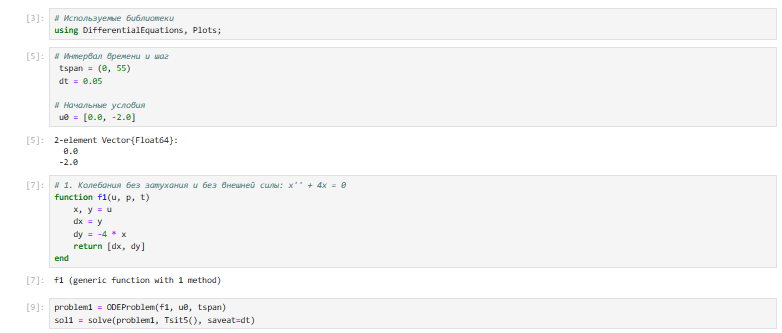 [3]: # Используемые библиотеки
using DifferentialEquations, Plots;
[5]: # Интервал времени и шаг
tspan = (0, 55)
dt = 0.05
# Начальные условия
u0 = [0.0, -2.0]
[5]: 2-element Vector{Float64}:
0.0
-2.0
[7]: # 1. Колебания без затухания и без внешней силы: x'' + 4x = 0
function f1(u, p, t)
x, y = u
dx = y
dy = -4 * x
return [dx, dy]
end
[7]: f1 (generic function with 1 method)
[9]: problem1 = ODEProblem(f1, u0, tspan)
sol1 = solve(problem1, Tsit5(), saveat=dt)